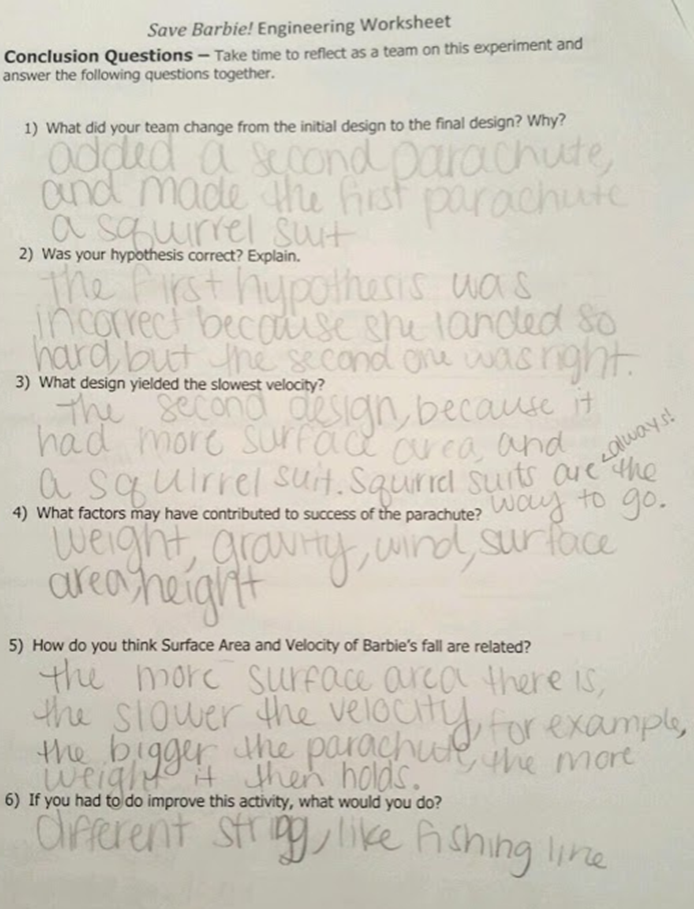 Save Barbie! Engineering Worksheet
Conclusion Questions – Take time to reflect as a team on this experiment and
answer the following questions together.
1) What did your team change from the initial design to the final design? Why?
added a second parachute,
and made the first parachute
a squirrel suit
2) Was your hypothesis correct? Explain.
the first hypothesis was
incorrect because she landed so
hard, but the second one was right.
3) What design yielded the slowest velocity?
the second design, because it
had more surface area, and
always!
a squirrel suit. Squirrel suits are the
way to go.
4) What factors may have contributed to success of the parachute?
weight, gravity, wind, surface
area, height
5) How do you think Surface Area and Velocity of Barbie's fall are related?
the more surface area there is,
the slower the velocity, for example,
the bigger the parachute, the more
weight it then holds.
6) If you had to do improve this activity, what would you do?
different string, like fishing line